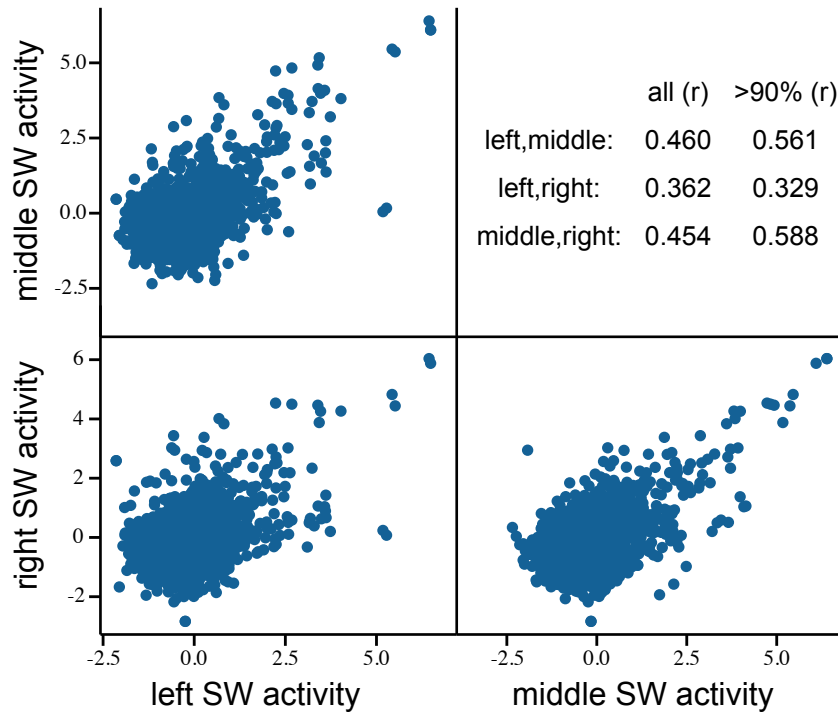 middle SW activity
5.0
2.5
0.0
-2.5
all (r) >90% (r)
left,middle: 0.460 0.561
left,right: 0.362 0.329
middle,right: 0.454 0.588
right SW activity
6
4
2
0
-2
-2.5 0.0 2.5 5.0
left SW activity
-2.5 0.0 2.5 5.0
middle SW activity